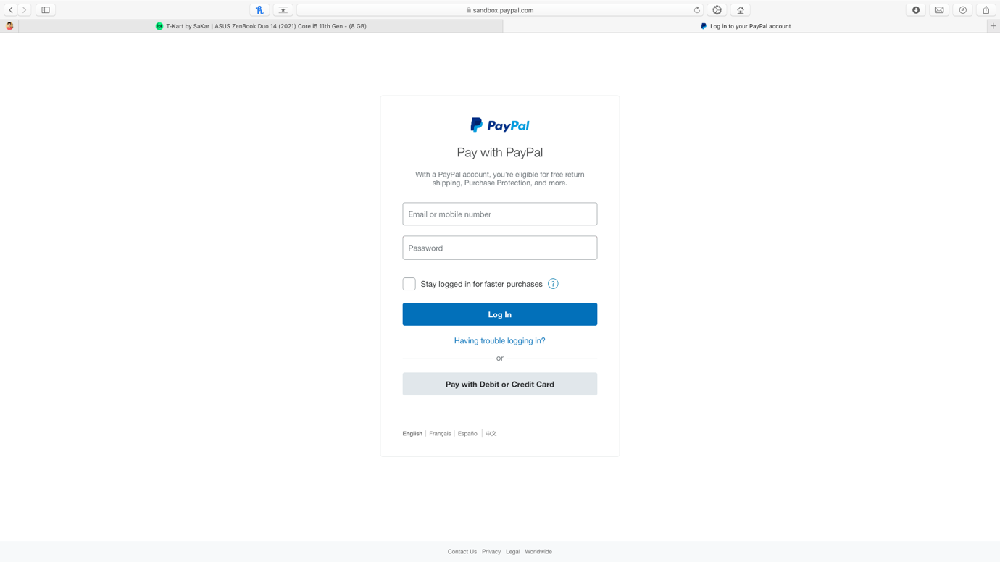 sandbox.paypal.com
T-Kart by SaKar | ASUS ZenBook Duo 14 (2021) Core i5 11th Gen - (8 GB)
Log in to your PayPal account
PayPal
Pay with PayPal
With a PayPal account, you're eligible for free return
shipping, Purchase Protection, and more.
Email or mobile number
Password
Stay logged in for faster purchases ?
Log In
Having trouble logging in?
or
Pay with Debit or Credit Card
English | Français | Español | 中文
Contact Us Privacy Legal Worldwide